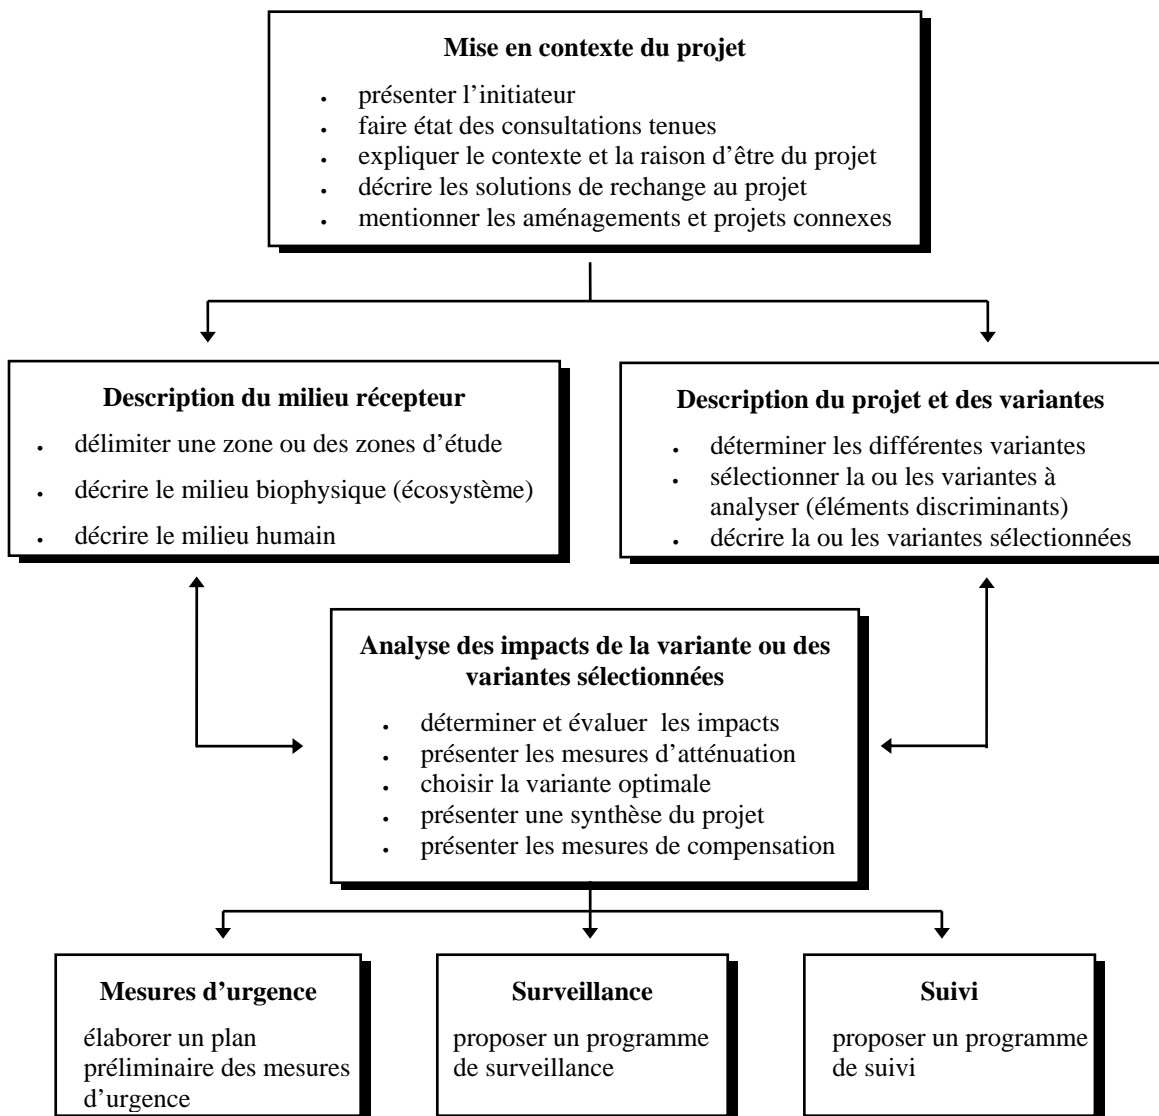 Mise en contexte du projet
• présenter l’initiateur
• faire état des consultations tenues
• expliquer le contexte et la raison d’être du projet
• décrire les solutions de rechange au projet
• mentionner les aménagements et projets connexes
Description du milieu récepteur
• délimiter une zone ou des zones d’étude
• décrire le milieu biophysique (écosystème)
• décrire le milieu humain
Description du projet et des variantes
• déterminer les différentes variantes
• sélectionner la ou les variantes à
analyser (éléments discriminants)
• décrire la ou les variantes sélectionnées
Analyse des impacts de la variante ou des
variantes sélectionnées
• déterminer et évaluer les impacts
• présenter les mesures d’atténuation
• choisir la variante optimale
• présenter une synthèse du projet
• présenter les mesures de compensation
Mesures d’urgence
élaborer un plan
préliminaire des mesures
d’urgence
Surveillance
proposer un programme
de surveillance
Suivi
proposer un programme
de suivi